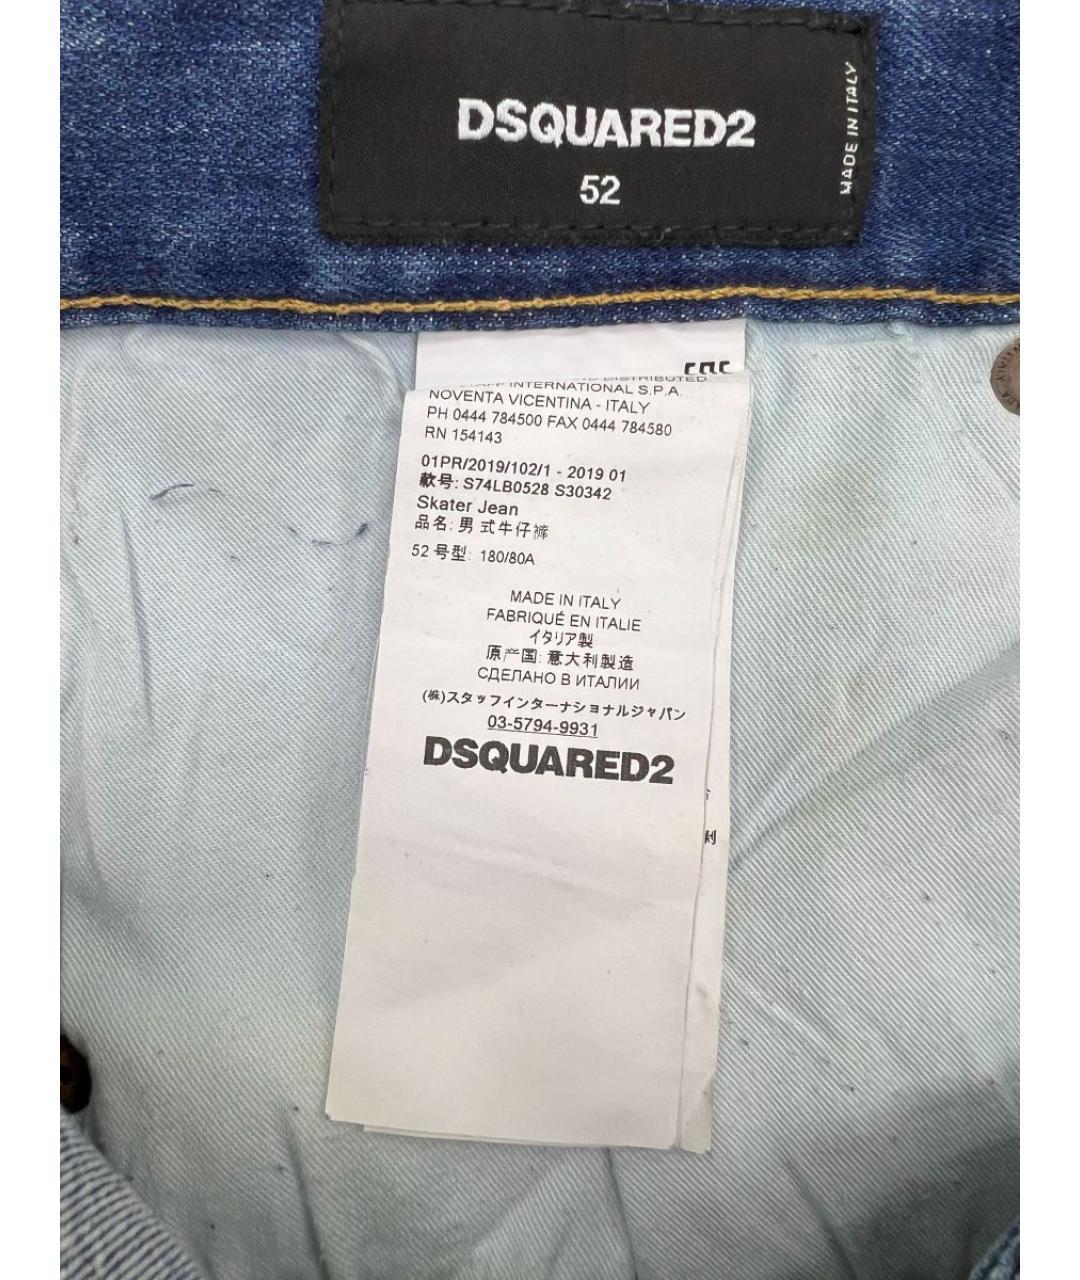 DSQUARED2
52
MADE IN ITALY
DISTRIBUTED
INTERNATIONAL S.P.A.
NOVENTA VICENTINA - ITALY
PH 0444 784500 FAX 0444 784580
RN 154143
01PR/2019/102/1 - 2019 01
款号: S74LB0528 S30342
Skater Jean
品名: 男式牛仔裤
52 号型: 180/80A
MADE IN ITALY
FABRIQUÉ EN ITALIE
イタリア製
原产国: 意大利製造
СДЕЛАНО В ИТАЛИИ
(株)スタッフインターナショナルジャパン
03-5794-9931
DSQUARED2